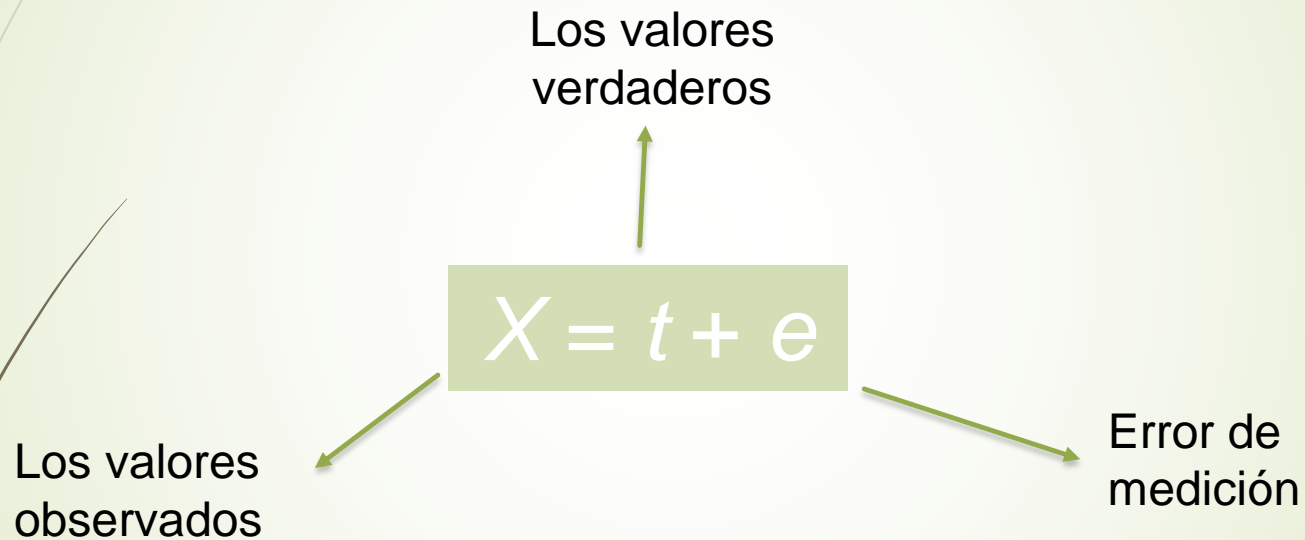 Los valores
verdaderos
X = t + e
Los valores
observados
Error de
medición